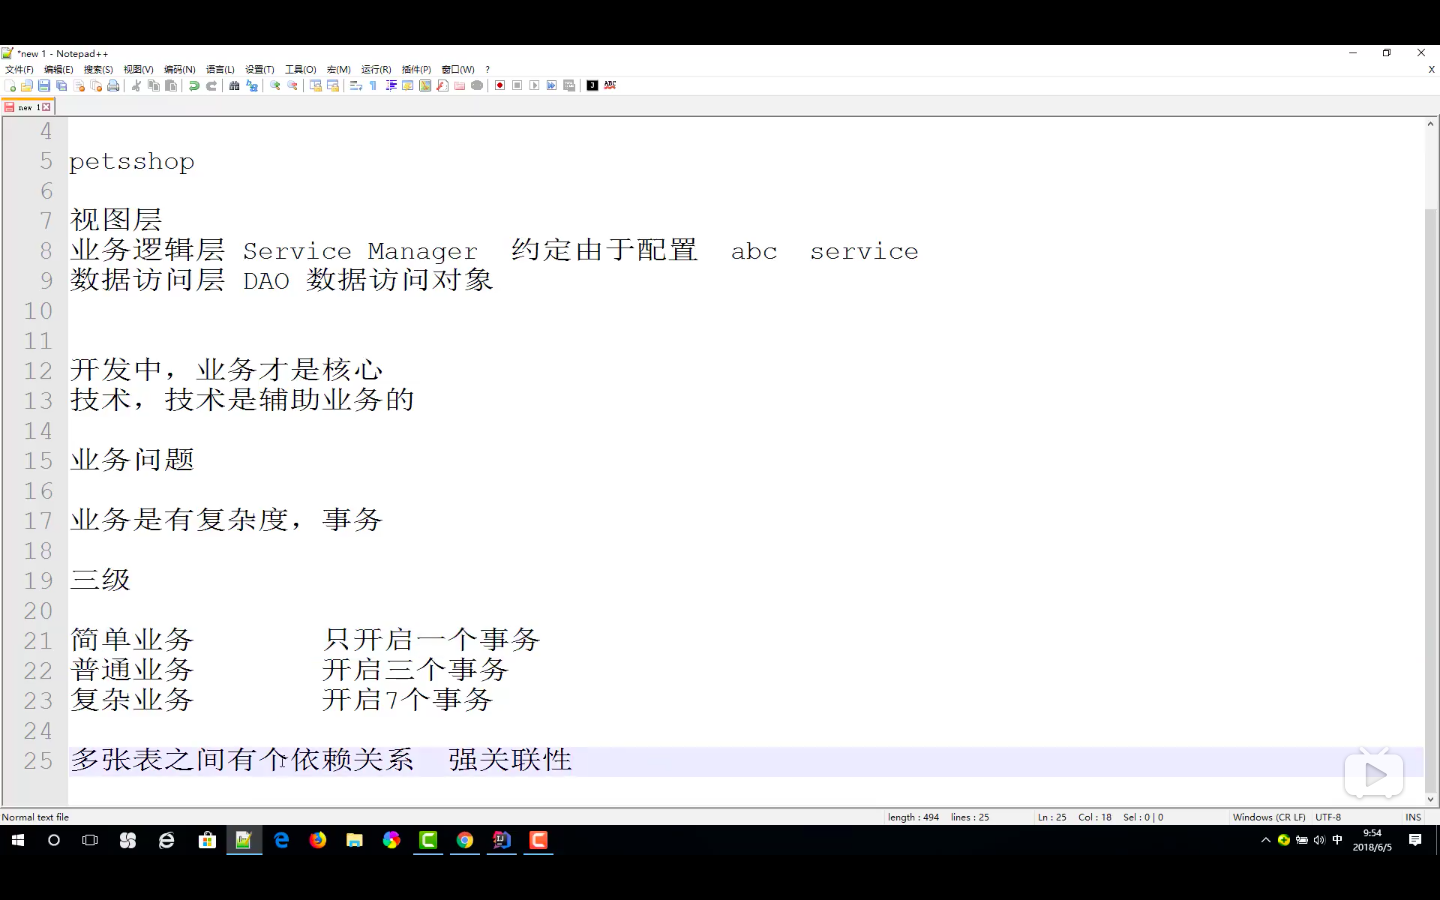 *new 1 - Notepad++
文件(F) 编辑(E) 搜索(S) 视图(V) 编码(N) 语言(L) 设置(T) 工具(O) 宏(M) 运行(R) 插件(P) 窗口(W) ? X
new 1
4
5 petsshop
6
7 视图层
8 业务逻辑层 Service Manager 约定由于配置 abc service
9 数据访问层 DAO 数据访问对象
10
11
12 开发中，业务才是核心
13 技术，技术是辅助业务的
14
15 业务问题
16
17 业务是有复杂度，事务
18
19 三级
20
21 简单业务 只开启一个事务
22 普通业务 开启三个事务
23 复杂业务 开启7个事务
24
25 多张表之间有个依赖关系 强关联性
Normal text file length : 494 lines : 25 Ln : 25 Col : 18 Sel : 0 | 0 Windows (CR LF) UTF-8 INS
中 9:54
2018/6/5